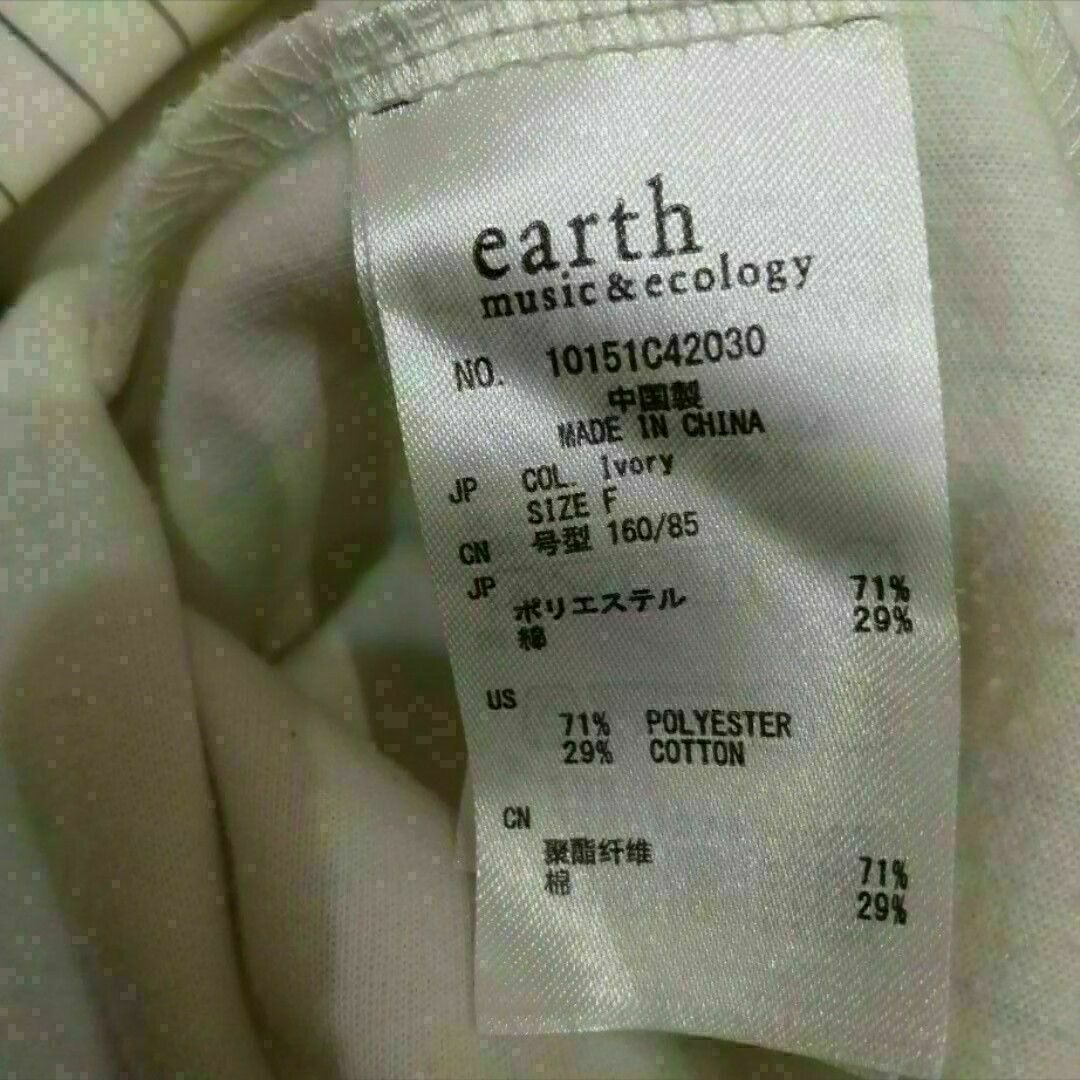 earth
music & ecology
NO. 10151C42030
中国製
MADE IN CHINA
JP COL. Ivory
SIZE F
CN 号型 160/85
JP
ポリエステル 71%
綿 29%
US
71% POLYESTER
29% COTTON
CN
聚酯纤维 71%
棉 29%